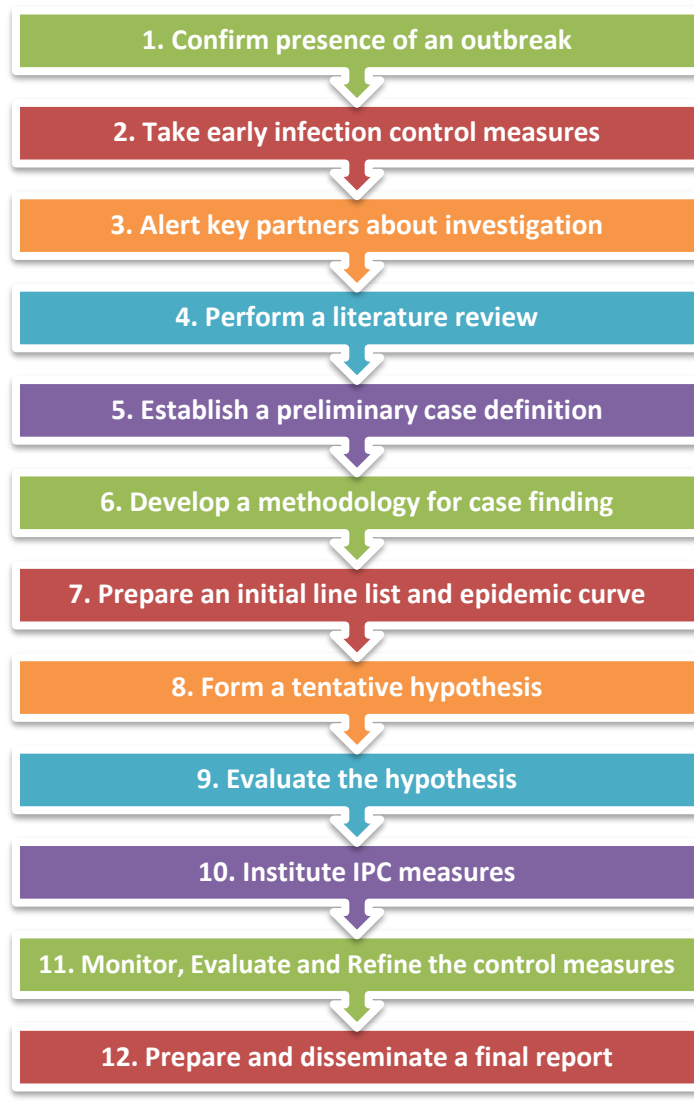 1. Confirm presence of an outbreak
2. Take early infection control measures
3. Alert key partners about investigation
4. Perform a literature review
5. Establish a preliminary case definition
6. Develop a methodology for case finding
7. Prepare an initial line list and epidemic curve
8. Form a tentative hypothesis
9. Evaluate the hypothesis
10. Institute IPC measures
11. Monitor, Evaluate and Refine the control measures
12. Prepare and disseminate a final report